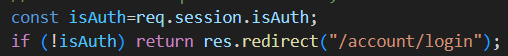 const isAuth=req.session.isAuth;
if (!isAuth) return res.redirect("/account/login");